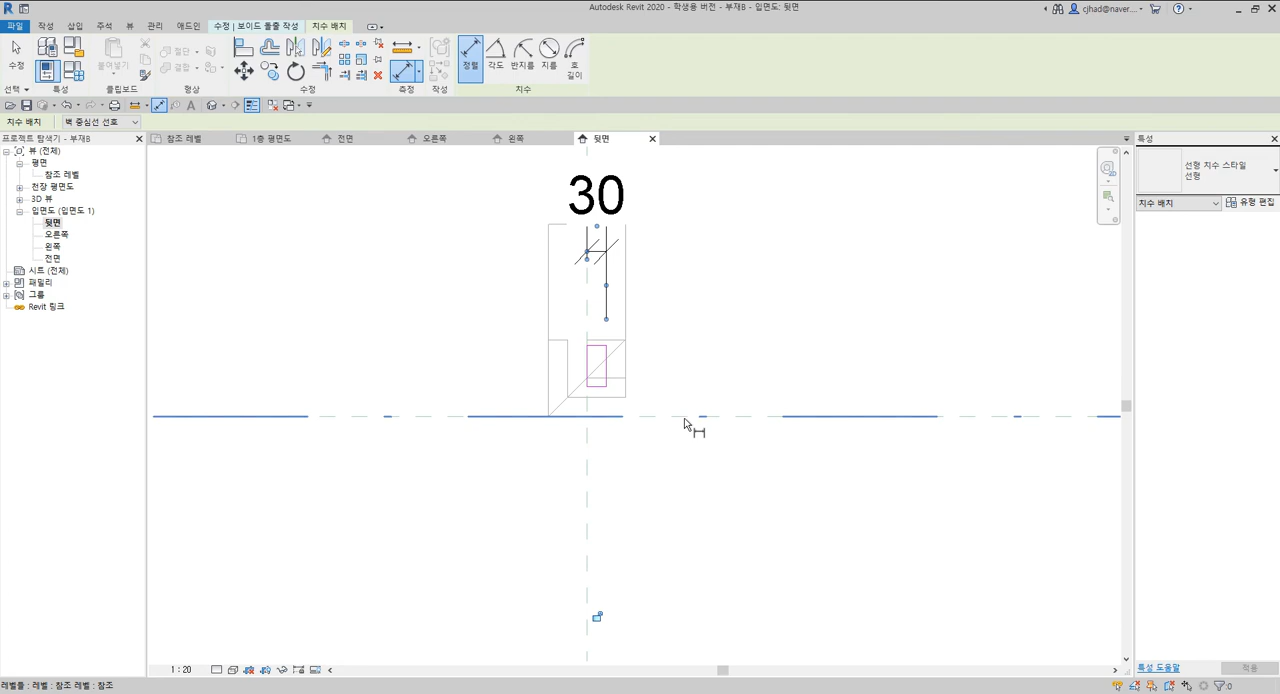 Autodesk Revit 2020 - 학생용 버전 - 부재B - 입면도: 뒷면
cjhad@naver....
파일 작성 삽입 주석 뷰 관리 애드인 수정 | 보이드 돌출 작성 치수 배치
수정 붙여넣기 절단 결합 정렬 각도 반지름 지름 호 길이
선택 특성 클립보드 형상 수정 측정 작성 치수
치수 배치 벽 중심선 선호
프로젝트 탐색기 - 부재B
참조 레벨 1층 평면도 전면 오른쪽 왼쪽 뒷면
특성
뷰 (전체)
평면
참조 레벨
천장 평면도
3D 뷰
입면도 (입면도 1)
뒷면
오른쪽
왼쪽
전면
시트 (전체)
패밀리
그룹
Revit 링크
30
선형 치수 스타일
선형
치수 배치 유형 편집
1 : 20
특성 도움말 적용
레벨들 : 레벨 : 참조 레벨 : 참조
:0